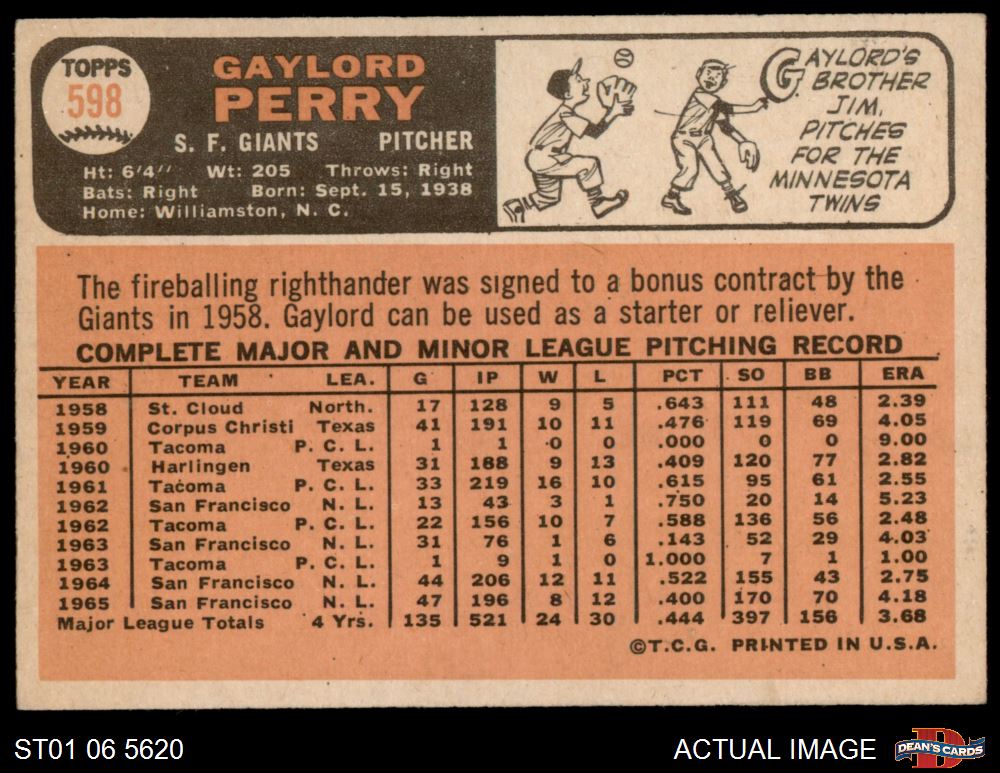 TOPPS
598
GAYLORD
PERRY
S. F. GIANTS PITCHER
Ht: 6'4" Wt: 205 Throws: Right
Bats: Right Born: Sept. 15, 1938
Home: Williamston, N. C.
GAYLORD'S
BROTHER
JIM,
PITCHES
FOR THE
MINNESOTA
TWINS
The fireballing righthander was signed to a bonus contract by the
Giants in 1958. Gaylord can be used as a starter or reliever.
COMPLETE MAJOR AND MINOR LEAGUE PITCHING RECORD
YEAR TEAM LEA. G IP W L PCT SO BB ERA
1958 St. Cloud North. 17 128 9 5 .643 111 48 2.39
1959 Corpus Christi Texas 41 191 10 11 .476 119 69 4.05
1960 Tacoma P. C. L. 1 1 0 0 .000 0 0 9.00
1960 Harlingen Texas 31 188 9 13 .409 120 77 2.82
1961 Tacoma P. C. L. 33 219 16 10 .615 95 61 2.55
1962 San Francisco N. L. 13 43 3 1 .750 20 14 5.23
1962 Tacoma P. C. L. 22 156 10 7 .588 136 56 2.48
1963 San Francisco N. L. 31 76 1 6 .143 52 29 4.03
1963 Tacoma P. C. L. 1 9 1 0 1.000 7 1 1.00
1964 San Francisco N. L. 44 206 12 11 .522 155 43 2.75
1965 San Francisco N. L. 47 196 8 12 .400 170 70 4.18
Major League Totals 4 Yrs. 135 521 24 30 .444 397 156 3.68
©T.C.G. PRINTED IN U.S.A.
ST01 06 5620 ACTUAL IMAGE
D
DEAN'S CARDS